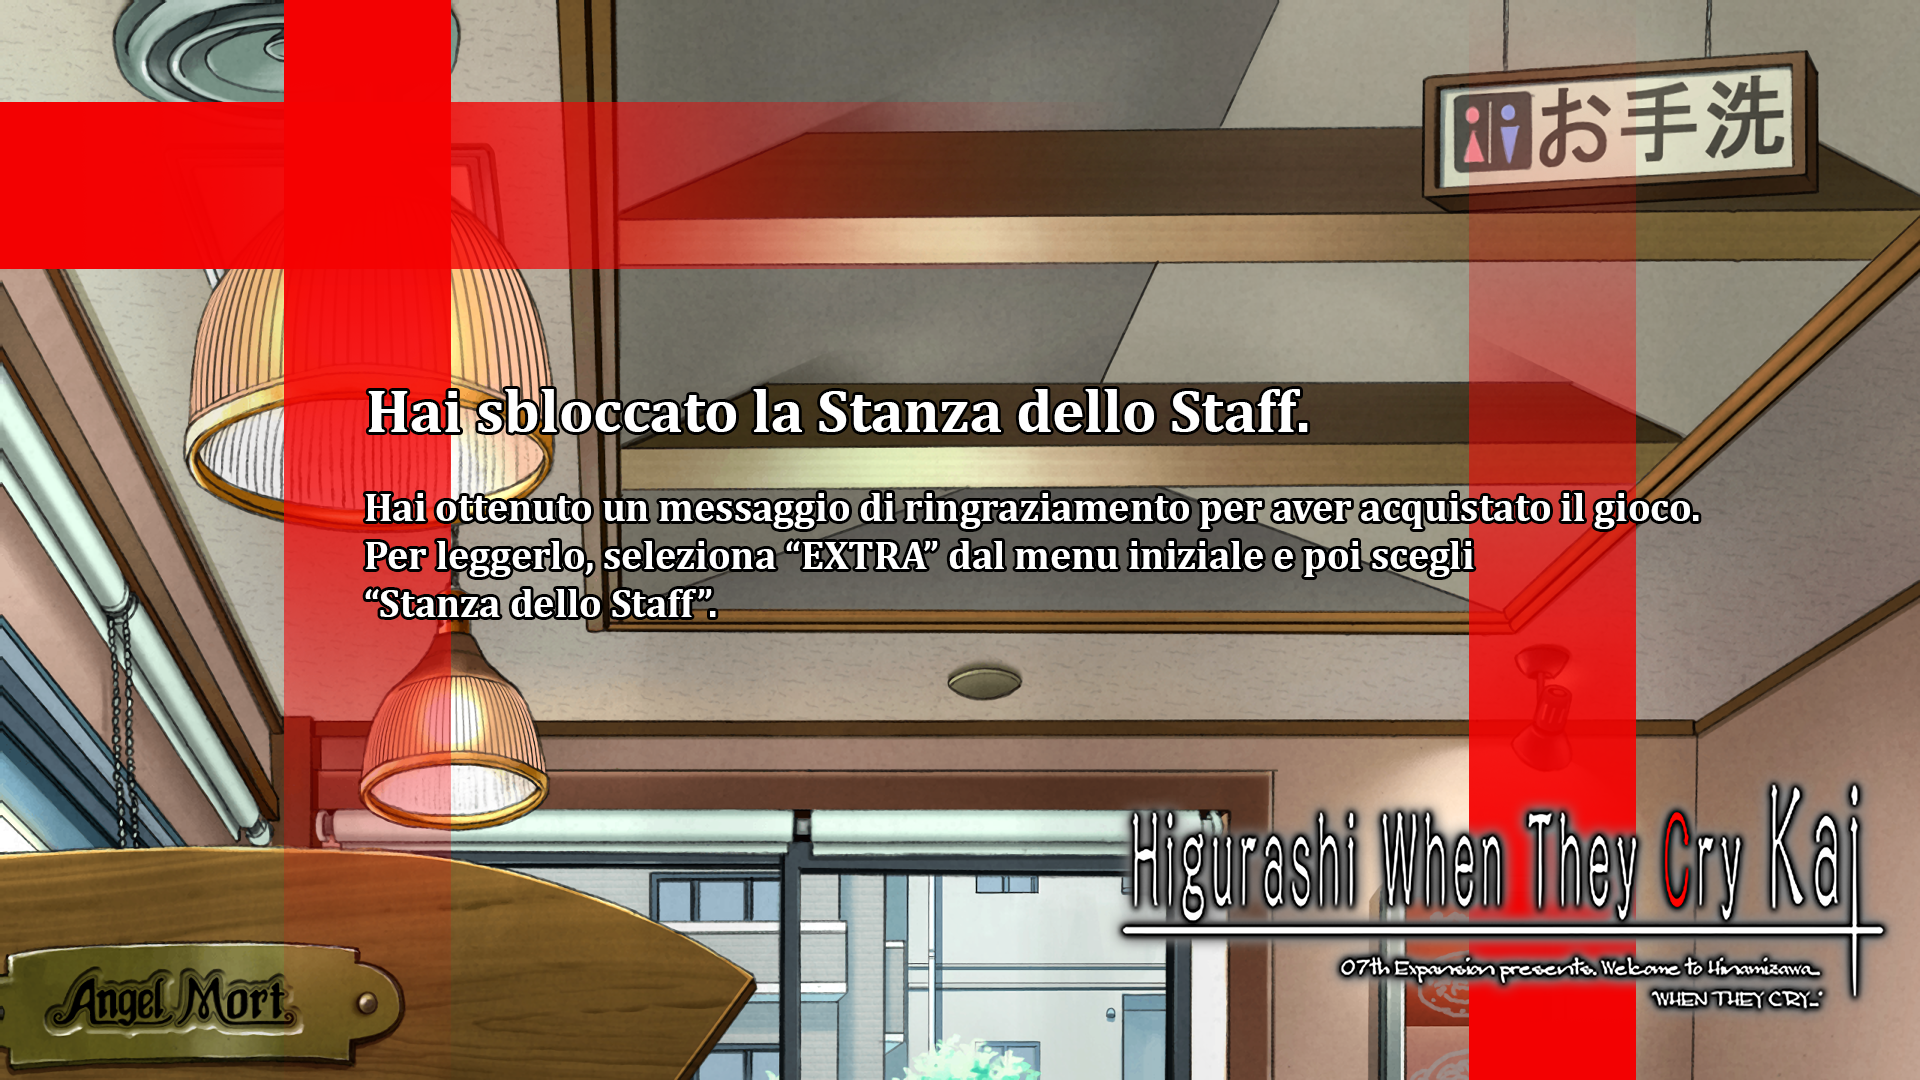 お手洗
Hai sbloccato la Stanza dello Staff.
Hai ottenuto un messaggio di ringraziamento per aver acquistato il gioco.
Per leggerlo, seleziona “EXTRA” dal menu iniziale e poi scegli
“Stanza dello Staff”.
Higurashi When They Cry Kai
07th Expansion presents. Welcome to Hinamizawa...
"WHEN THEY CRY..."
Angel Mort